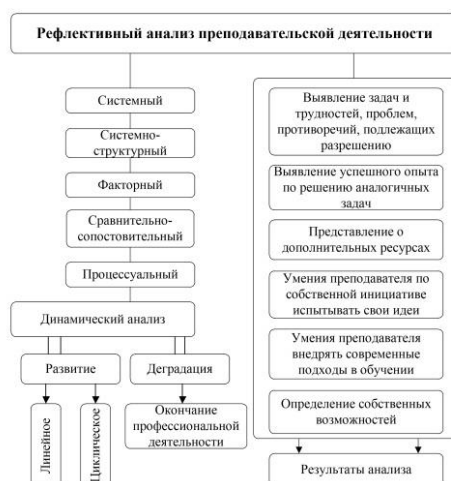 Рефлективный анализ преподавательской деятельности
Системный
Системно-
структурный
Факторный
Сравнительно-
сопоставительный
Процессуальный
Динамический анализ
Развитие
Деградация
Линейное
Циклическое
Окончание
профессиональной
деятельности
Выявление задач и
трудностей, проблем,
противоречий, подлежащих
разрешению
Выявление успешного опыта
по решению аналогичных
задач
Представление о
дополнительных ресурсах
Умения преподавателя по
собственной инициативе
испытывать свои идеи
Умения преподавателя
внедрять современные
подходы в обучении
Определение собственных
возможностей
Результаты анализа